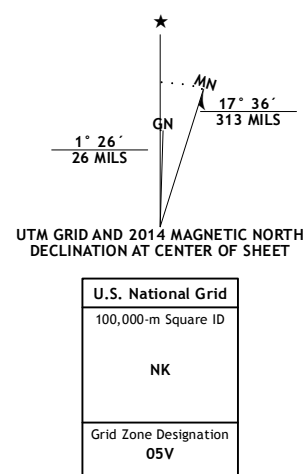 ★
MN
GN
17° 36´
313 MILS
1° 26´
26 MILS
UTM GRID AND 2014 MAGNETIC NORTH
DECLINATION AT CENTER OF SHEET
U.S. National Grid
100,000-m Square ID
NK
Grid Zone Designation
05V